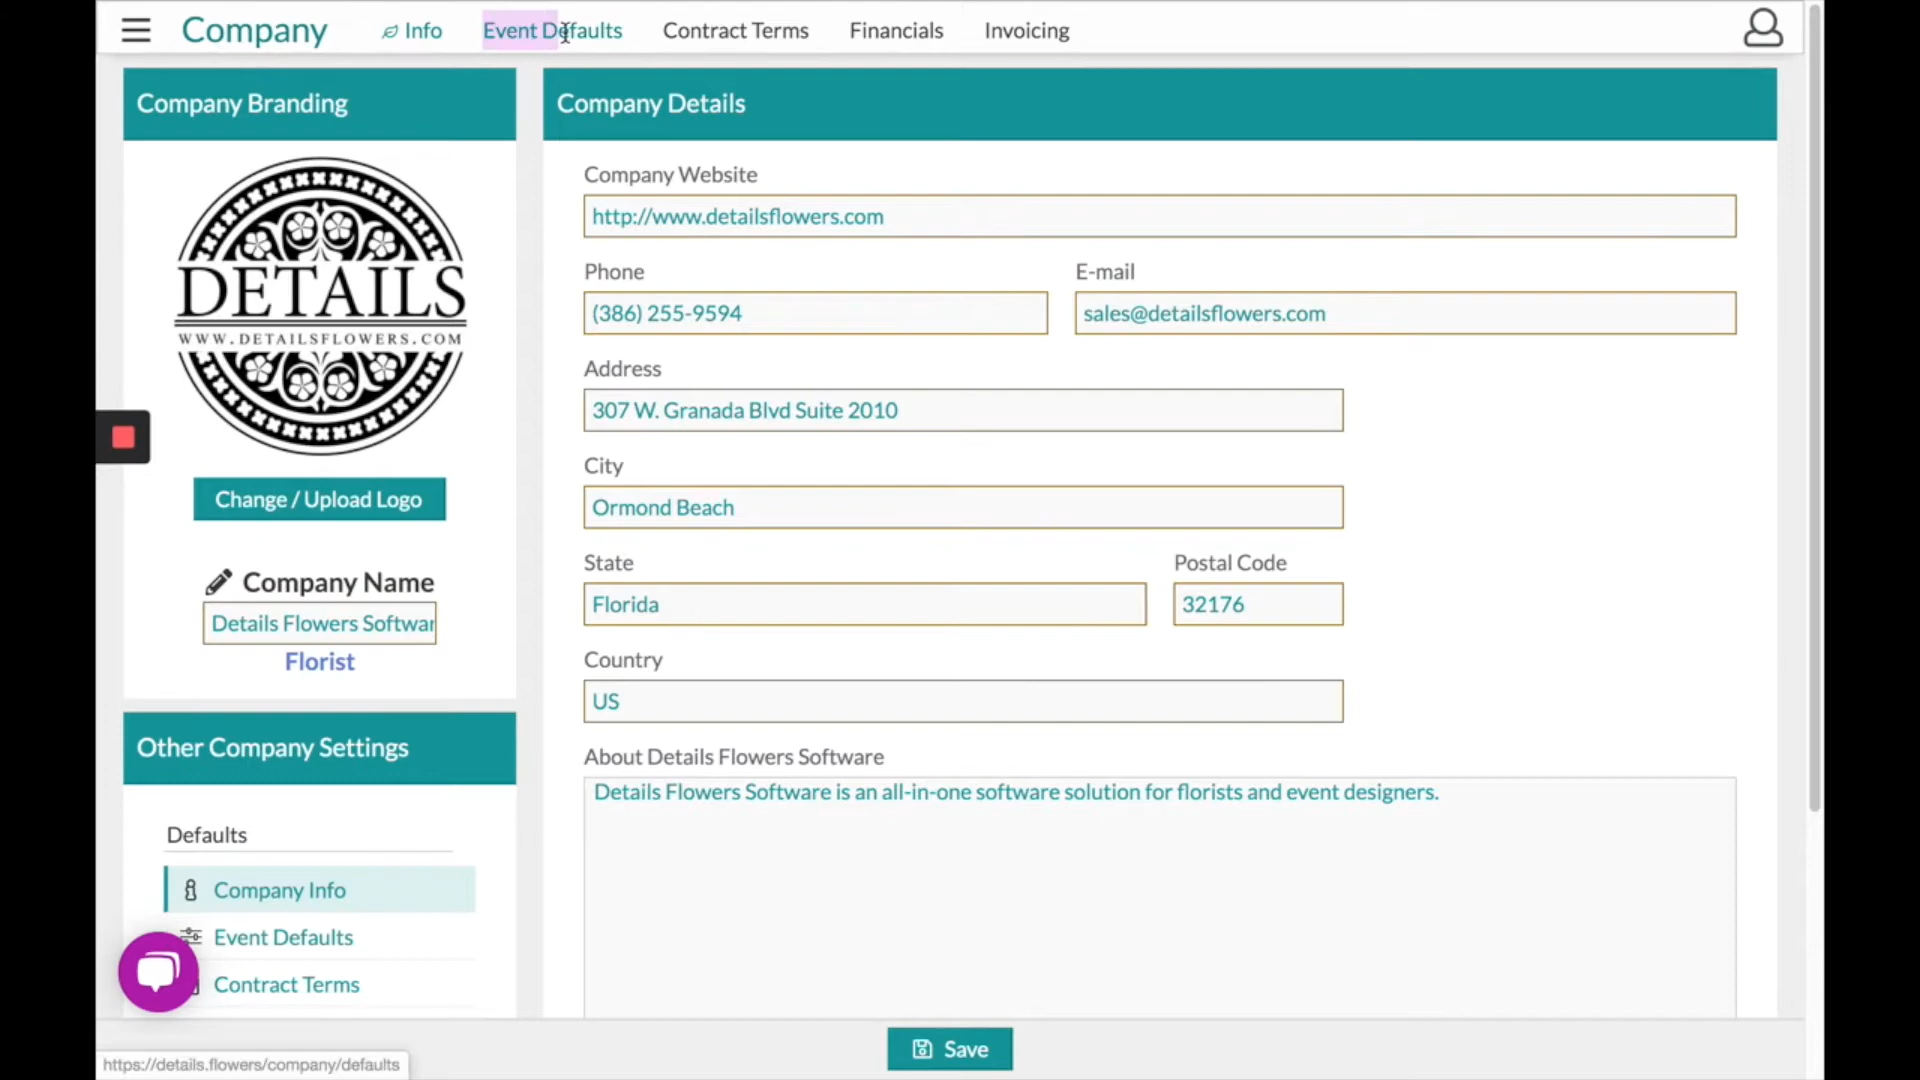 Company
Info
Event Defaults
Contract Terms
Financials
Invoicing
Company Branding
DETAILS
WWW.DETAILSFLOWERS.COM
Change / Upload Logo
Company Name
Details Flowers Softwar
Florist
Other Company Settings
Defaults
Company Info
Event Defaults
Contract Terms
Company Details
Company Website
http://www.detailsflowers.com
Phone
E-mail
(386) 255-9594
sales@detailsflowers.com
Address
307 W. Granada Blvd Suite 2010
City
Ormond Beach
State
Postal Code
Florida
32176
Country
US
About Details Flowers Software
Details Flowers Software is an all-in-one software solution for florists and event designers.
Save
https://details.flowers/company/defaults